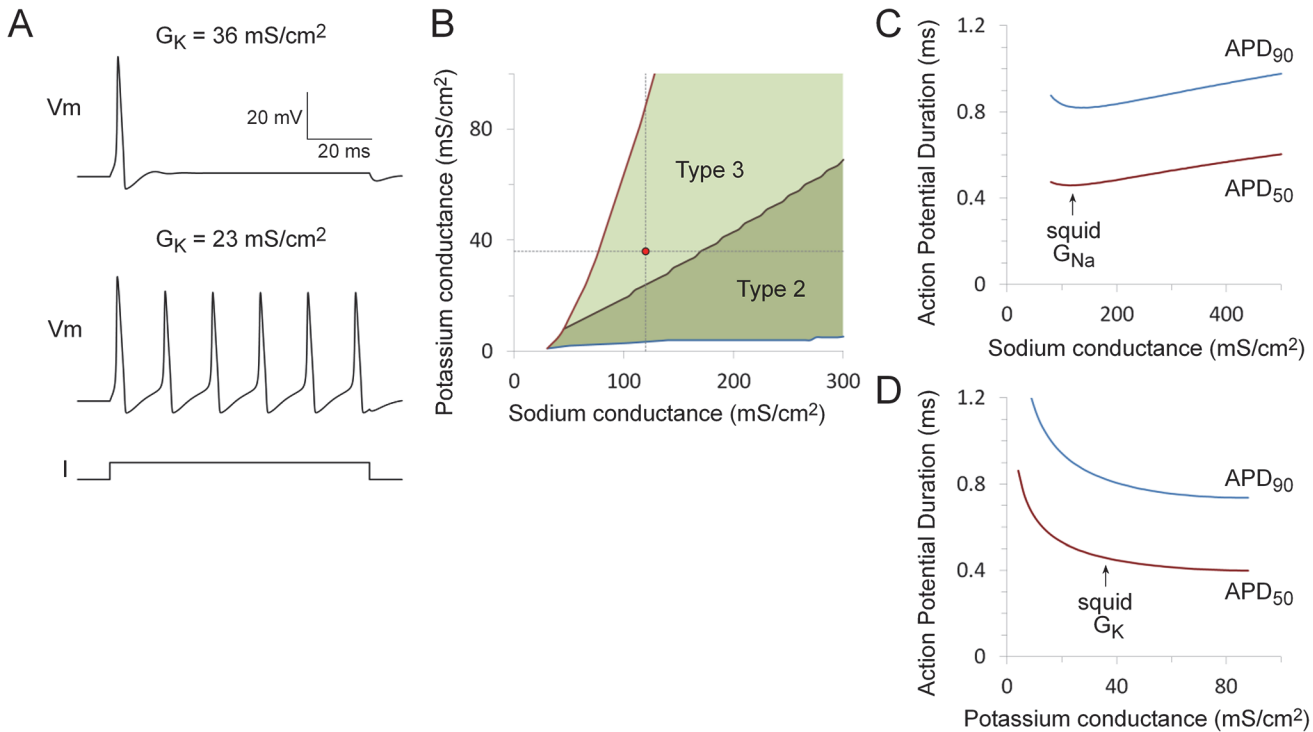 A
G_K = 36 mS/cm²
Vm
20 mV
20 ms
G_K = 23 mS/cm²
Vm
I
B
Potassium conductance (mS/cm²)
80
40
0
Type 3
Type 2
0 100 200 300
Sodium conductance (mS/cm²)
C
Action Potential Duration (ms)
1.2
0.8
0.4
0
APD₉₀
APD₅₀
squid
G_Na
0 200 400
Sodium conductance (mS/cm²)
D
Action Potential Duration (ms)
1.2
0.8
0.4
0
APD₉₀
APD₅₀
squid
G_K
0 40 80
Potassium conductance (mS/cm²)